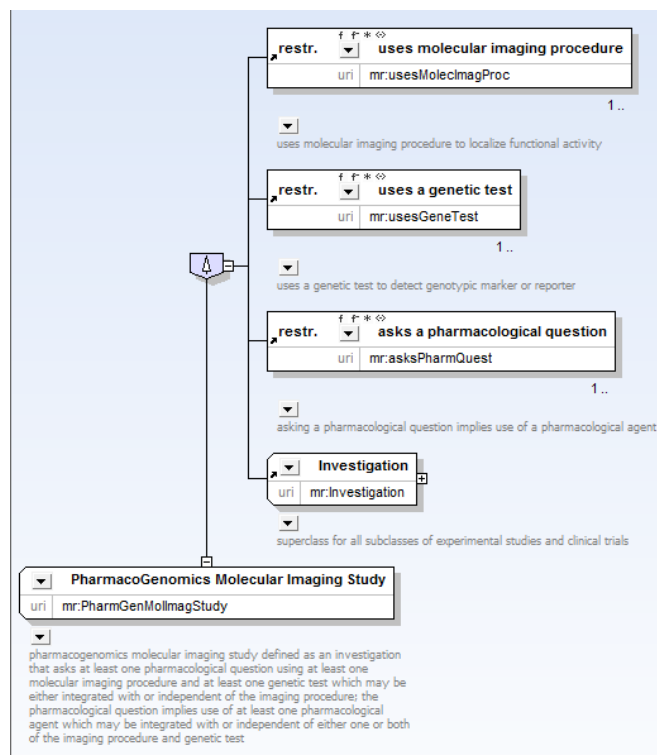 restr. f f- * uses molecular imaging procedure
uri mr:usesMolecImagProc
1 ..
uses molecular imaging procedure to localize functional activity
restr. f f- * uses a genetic test
uri mr:usesGeneTest
1 ..
uses a genetic test to detect genotypic marker or reporter
restr. f f- * asks a pharmacological question
uri mr:asksPharmQuest
1 ..
asking a pharmacological question implies use of a pharmacological agent
Investigation
uri mr:Investigation
superclass for all subclasses of experimental studies and clinical trials
PharmacoGenomics Molecular Imaging Study
uri mr:PharmGenMolImagStudy
pharmacogenomics molecular imaging study defined as an investigation
that asks at least one pharmacological question using at least one
molecular imaging procedure and at least one genetic test which may be
either integrated with or independent of the imaging procedure; the
pharmacological question implies use of at least one pharmacological
agent which may be integrated with or independent of either one or both
of the imaging procedure and genetic test